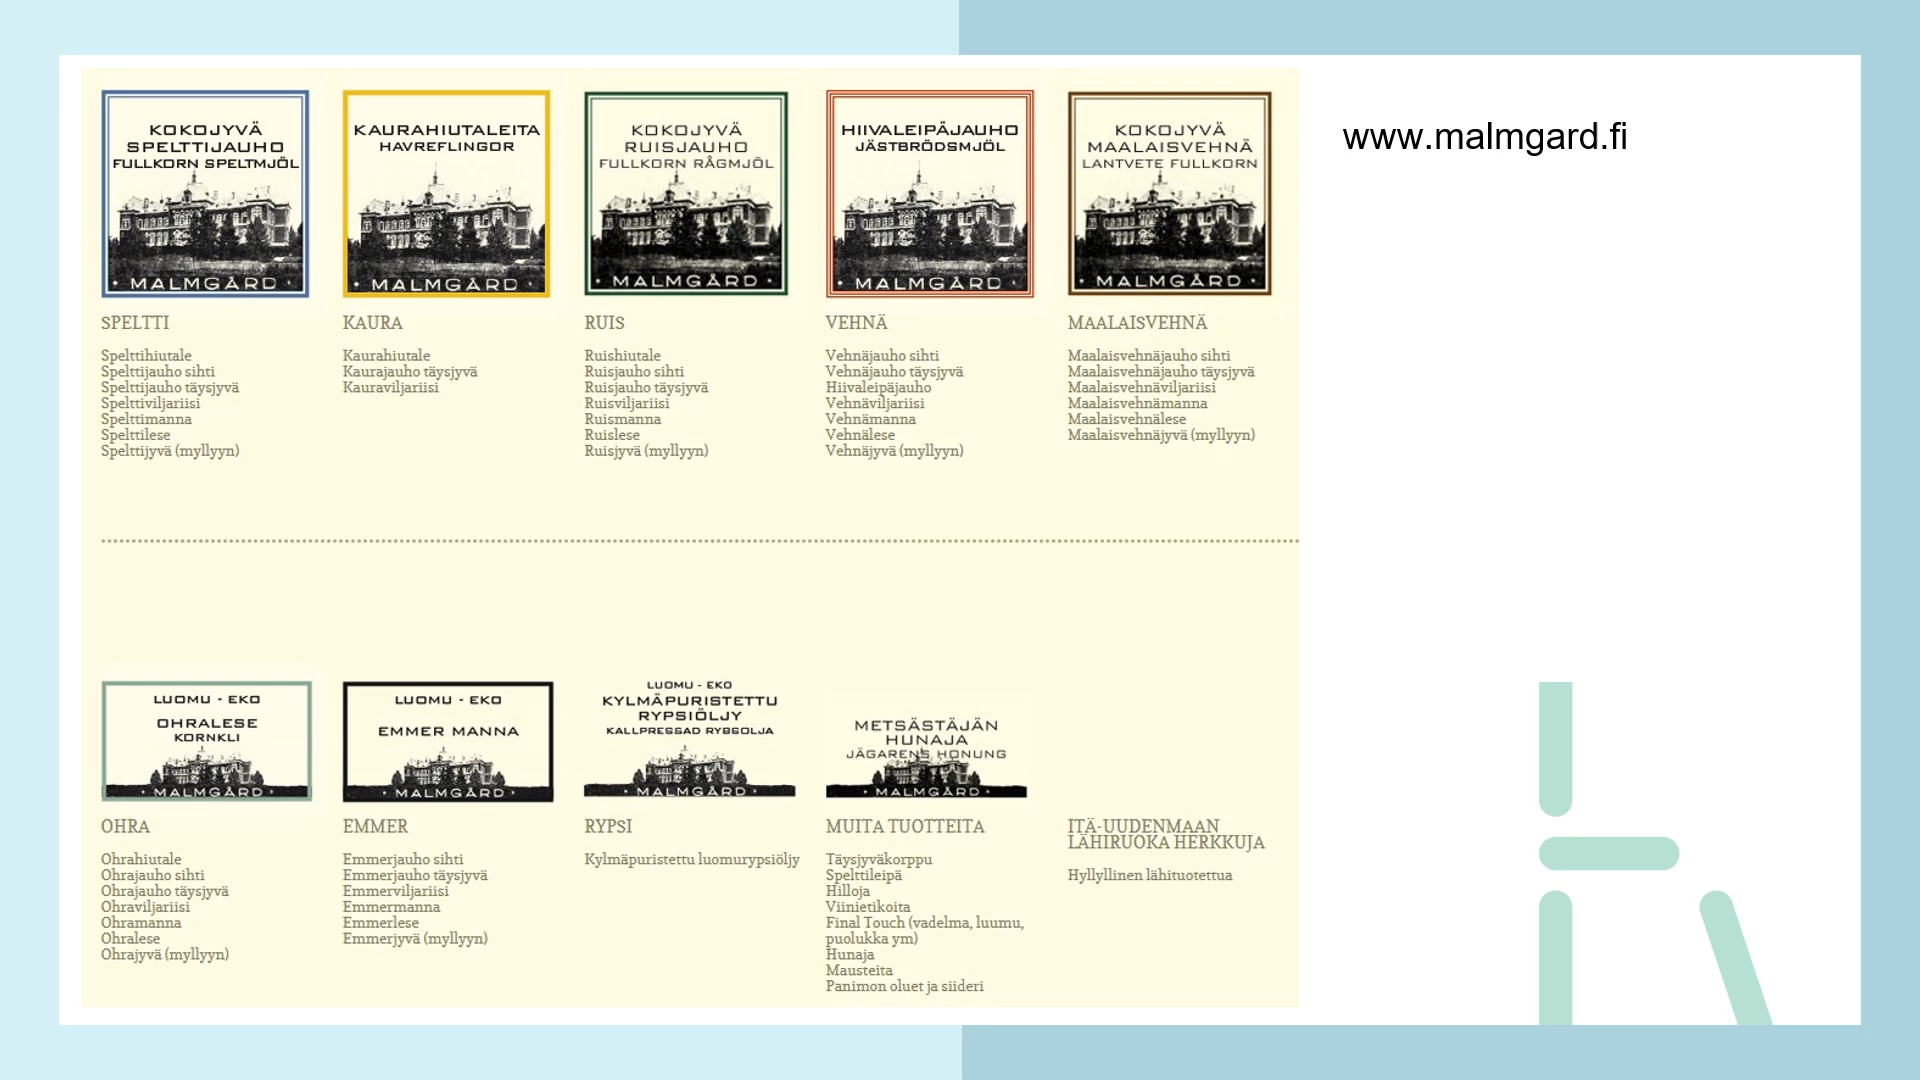 www.malmgard.fi
KOKOJYVÄ
SPELTTIJAUHO
FULLKORN SPELTMJÖL
• MALMGÅRD •
SPELTTI
Spelttihiutale
Spelttijauho sihti
Spelttijauho täysjyvä
Spelttiviljariisi
Spelttimanna
Spelttilese
Spelttijyvä (myllyyn)
KAURAHIUTALEITA
HAVREFLINGOR
• MALMGÅRD •
KAURA
Kaurahiutale
Kaurajauho täysjyvä
Kauraviljariisi
KOKOJYVÄ
RUISJAUHO
FULLKORN RÅGMJÖL
• MALMGÅRD •
RUIS
Ruishiutale
Ruisjauho sihti
Ruisjauho täysjyvä
Ruisviljariisi
Ruismanna
Ruislese
Ruisjyvä (myllyyn)
HIIVALEIPÄJAUHO
JÄSTBRÖDSMJÖL
• MALMGÅRD •
VEHNÄ
Vehnäjauho sihti
Vehnäjauho täysjyvä
Hiivaleipäjauho
Vehnäviljariisi
Vehnämanna
Vehnälese
Vehnäjyvä (myllyyn)
KOKOJYVÄ
MAALAISVEHNÄ
LANTVETE FULLKORN
• MALMGÅRD •
MAALAISVEHNÄ
Maalaisvehnäjauho sihti
Maalaisvehnäjauho täysjyvä
Maalaisvehnäviljariisi
Maalaisvehnämanna
Maalaisvehnälese
Maalaisvehnäjyvä (myllyyn)
LUOMU - EKO
OHRALESE
KORNKLI
• MALMGÅRD •
OHRA
Ohrahiutale
Ohrajauho sihti
Ohrajauho täysjyvä
Ohraviljariisi
Ohramanna
Ohralese
Ohrajyvä (myllyyn)
LUOMU - EKO
EMMER MANNA
• MALMGÅRD •
EMMER
Emmerjauho sihti
Emmerjauho täysjyvä
Emmerviljariisi
Emmermanna
Emmerlese
Emmerjyvä (myllyyn)
LUOMU - EKO
KYLMÄPURISTETTU
RYPSIÖLJY
KALLPRESSAD RYBSOLJA
• MALMGÅRD •
RYPSI
Kylmäpuristettu luomurypsiöljy
METSÄSTÄJÄN
HUNAJA
JÄGARENS HONUNG
• MALMGÅRD •
MUITA TUOTTEITA
Täysjyväkorppu
Spelttileipä
Hilloja
Viinietikoita
Final Touch (vadelma, luumu,
puolukka ym)
Hunaja
Mausteita
Panimon oluet ja siideri
ITÄ-UUDENMAAN
LÄHIRUOKA HERKKUJA
Hyllyllinen lähituotettua